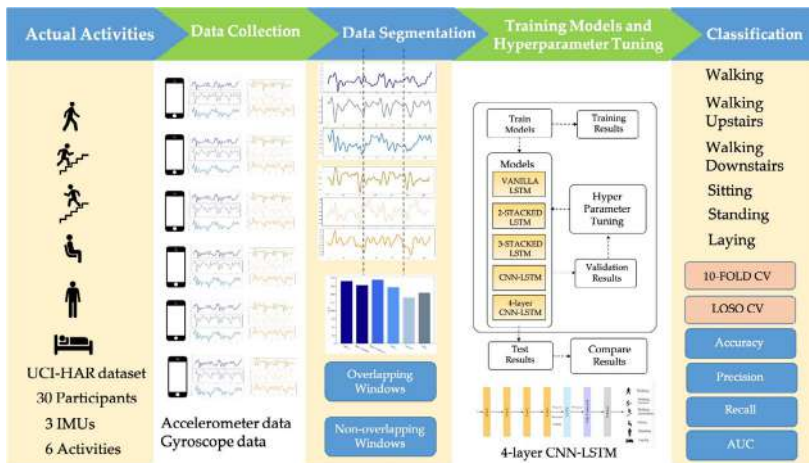 Actual Activities
Data Collection
Data Segmentation
Training Models and
Hyperparameter Tuning
Classification
UCI-HAR dataset
30 Participants
3 IMUs
6 Activities
Accelerometer data
Gyroscope data
Overlapping
Windows
Non-overlapping
Windows
Train
Models
Training
Results
Models
VANILLA
LSTM
2-STACKED
LSTM
3-STACKED
LSTM
CNN-LSTM
4-layer
CNN-LSTM
Hyper
Parameter
Tuning
Validation
Results
Test
Results
Compare
Results
4-layer CNN-LSTM
Walking
Walking
Upstairs
Walking
Downstairs
Sitting
Standing
Laying
10-FOLD CV
LOSO CV
Accuracy
Precision
Recall
AUC